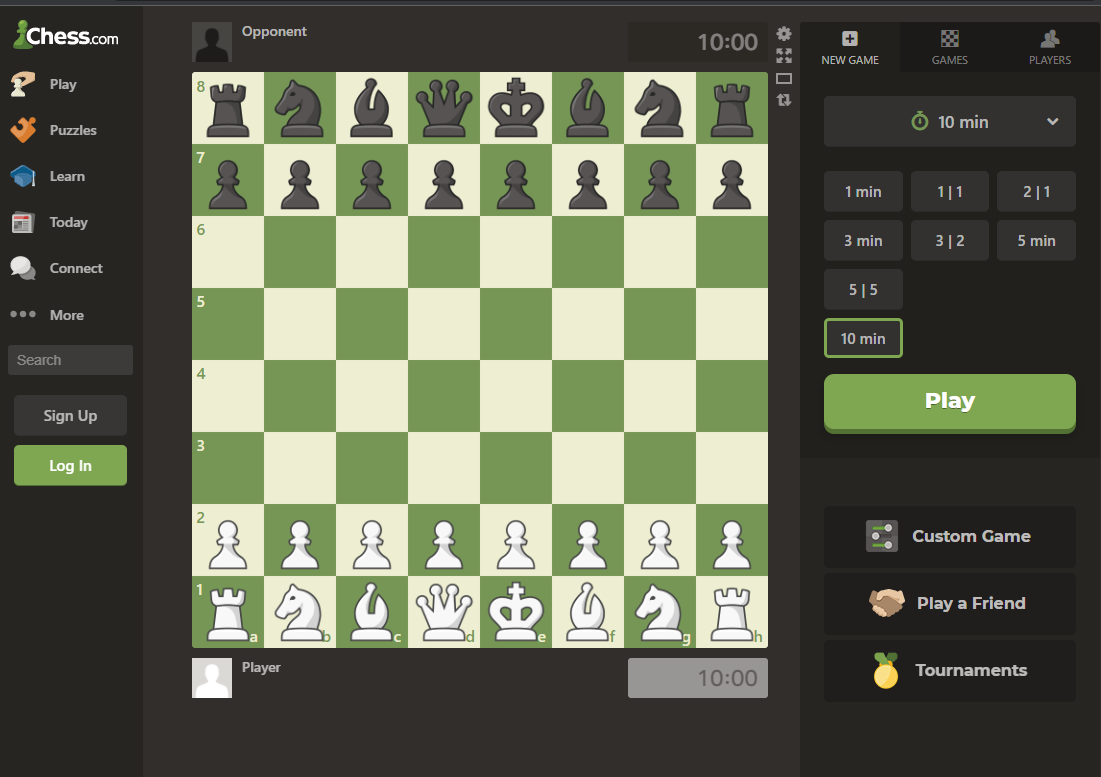 Chess.com
Play
Puzzles
Learn
Today
Connect
More
Search
Sign Up
Log In
Opponent
10:00
8
7
6
5
4
3
2
1
a b c d e f g h
Player
10:00
NEW GAME GAMES PLAYERS
10 min
1 min 1 | 1 2 | 1
3 min 3 | 2 5 min
5 | 5
10 min
Play
Custom Game
Play a Friend
Tournaments